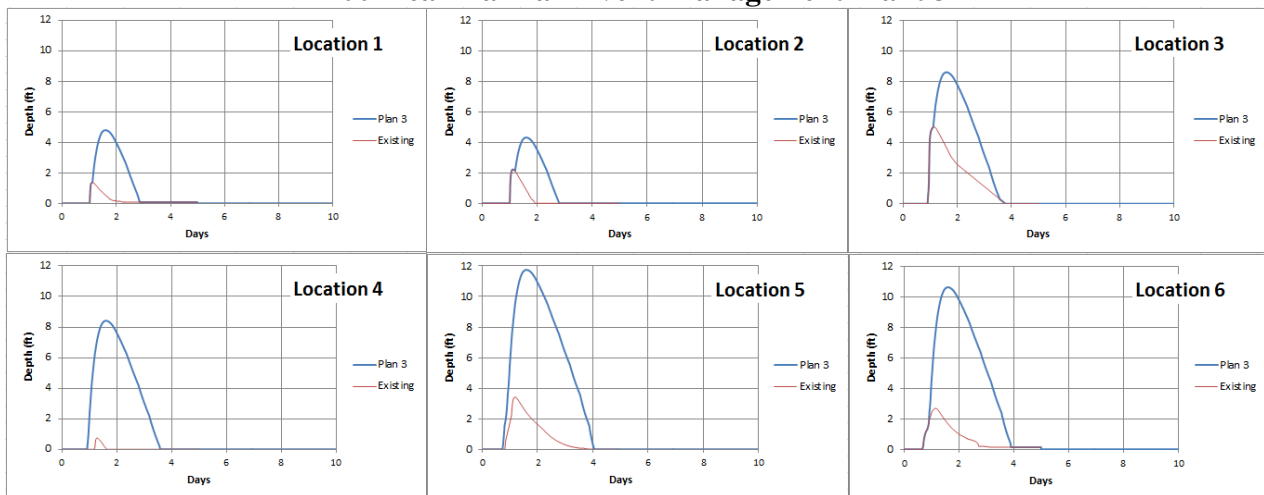 Location 1
12
10
8
6
4
2
0
Depth (ft)
0 2 4 6 8 10
Days
Plan 3
Existing
Location 2
12
10
8
6
4
2
0
Depth (ft)
0 2 4 6 8 10
Days
Plan 3
Existing
Location 3
12
10
8
6
4
2
0
Depth (ft)
0 2 4 6 8 10
Days
Plan 3
Existing
Location 4
12
10
8
6
4
2
0
Depth (ft)
0 2 4 6 8 10
Days
Plan 3
Existing
Location 5
12
10
8
6
4
2
0
Depth (ft)
0 2 4 6 8 10
Days
Plan 3
Existing
Location 6
12
10
8
6
4
2
0
Depth (ft)
0 2 4 6 8 10
Days
Plan 3
Existing